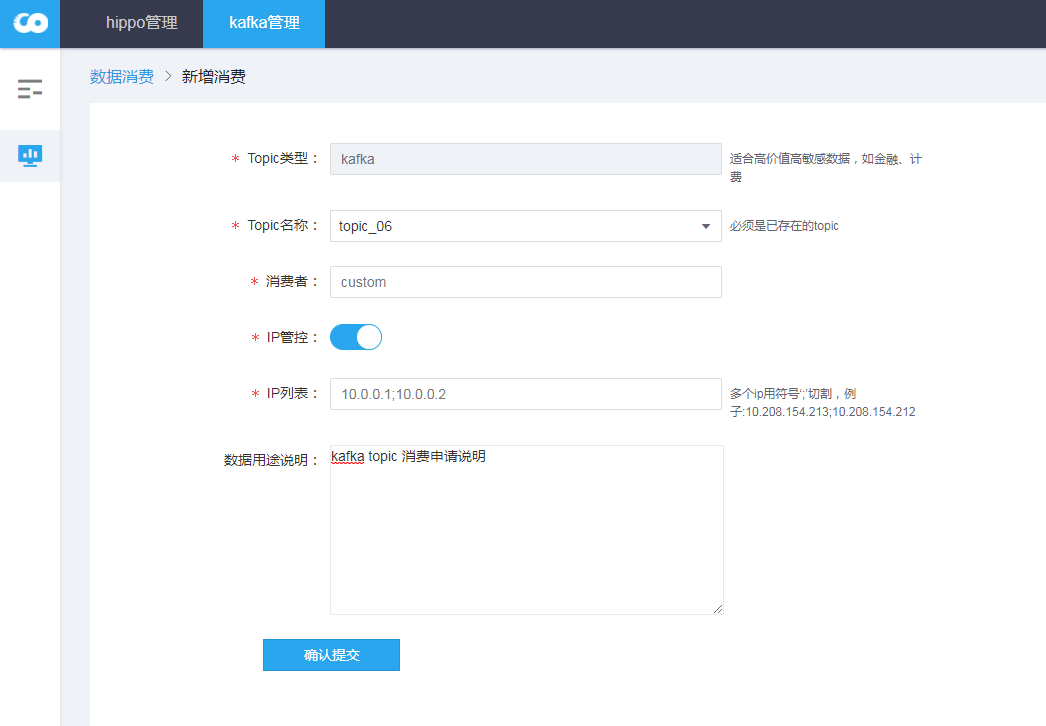 hippo管理
kafka管理
数据消费 > 新增消费
* Topic类型： kafka
适合高价值高敏感数据，如金融、计
费
* Topic名称： topic_06
必须是已存在的topic
* 消费者： custom
* IP管控：
* IP列表： 10.0.0.1;10.0.0.2
多个ip用符号‘;’切割，例
子:10.208.154.213;10.208.154.212
数据用途说明： kafka topic 消费申请说明
确认提交